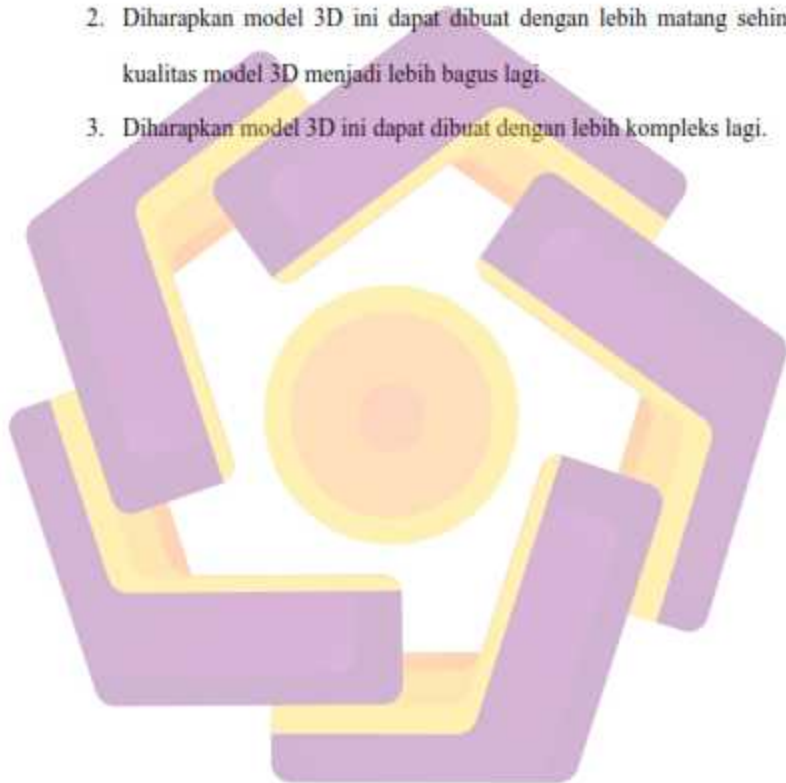 2. Diharapkan model 3D ini dapat dibuat dengan lebih matang sehin
kualitas model 3D menjadi lebih bagus lagi.
3. Diharapkan model 3D ini dapat dibuat dengan lebih kompleks lagi.